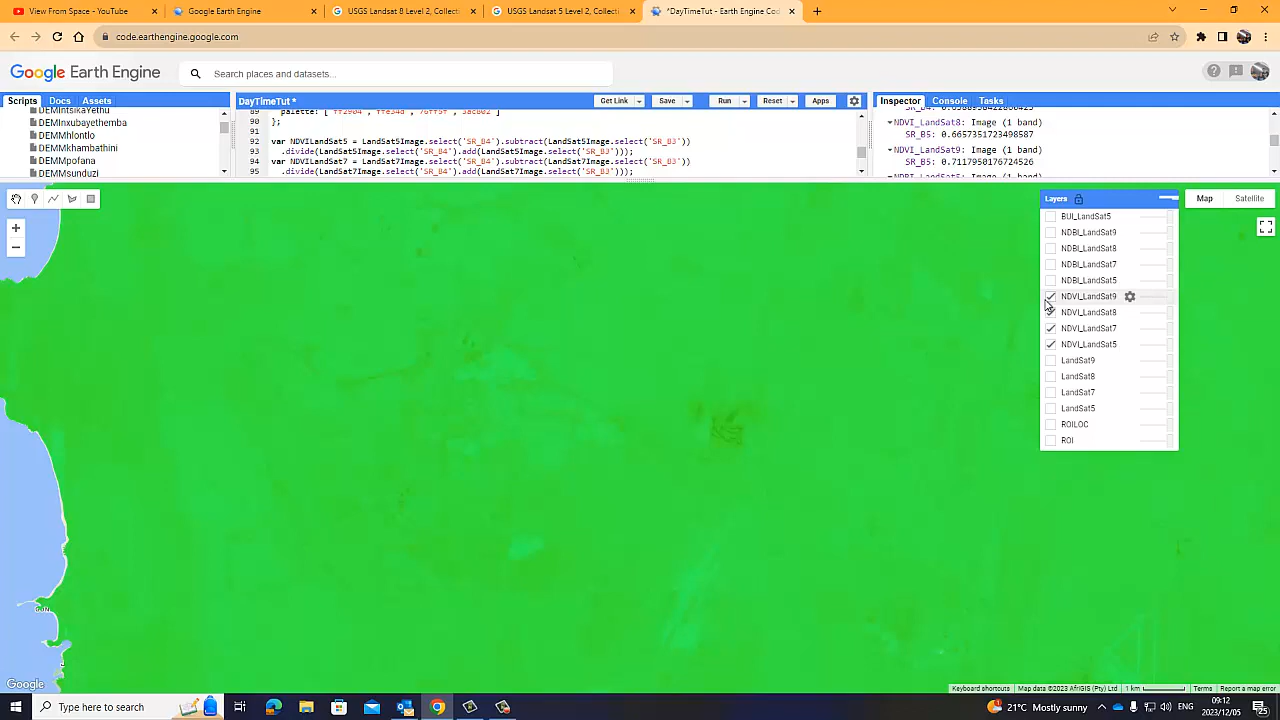 View From Space - YouTube
Google Earth Engine
USGS Landsat 8 Level 2, Collecti
USGS Landsat 5 Level 2, Collecti
*DayTimeTut - Earth Engine Cod
code.earthengine.google.com
Google Earth Engine
Search places and datasets...
Scripts Docs Assets
DayTimeTut *
Get Link Save Run Reset Apps
Inspector Console Tasks
DEMIntsikaYethu
DEMInxubayethemba
DEMMhlontlo
DEMMkhambathini
DEMMpofana
DEMMsunduzi
90 };
91
92 var NDVILandSat5 = LandSat5Image.select('SR_B4').subtract(LandSat5Image.select('SR_B3'))
93 .divide(LandSat5Image.select('SR_B4').add(LandSat5Image.select('SR_B3')));
94 var NDVILandSat7 = LandSat7Image.select('SR_B4').subtract(LandSat7Image.select('SR_B3'))
95 .divide(LandSat7Image.select('SR_B4').add(LandSat7Image.select('SR_B3')));
NDVI_LandSat8: Image (1 band)
SR_B5: 0.6657351723498587
NDVI_LandSat9: Image (1 band)
SR_B5: 0.7117950176724526
Layers
Map Satellite
BUI_LandSat5
NDBI_LandSat9
NDBI_LandSat8
NDBI_LandSat7
NDBI_LandSat5
NDVI_LandSat9
NDVI_LandSat8
NDVI_LandSat7
NDVI_LandSat5
LandSat9
LandSat8
LandSat7
LandSat5
ROILOC
ROI
Google
Keyboard shortcuts Map data ©2023 AfriGIS (Pty) Ltd 1 km Terms Report a map error
Type here to search
21°C Mostly sunny
09:12
2023/12/05